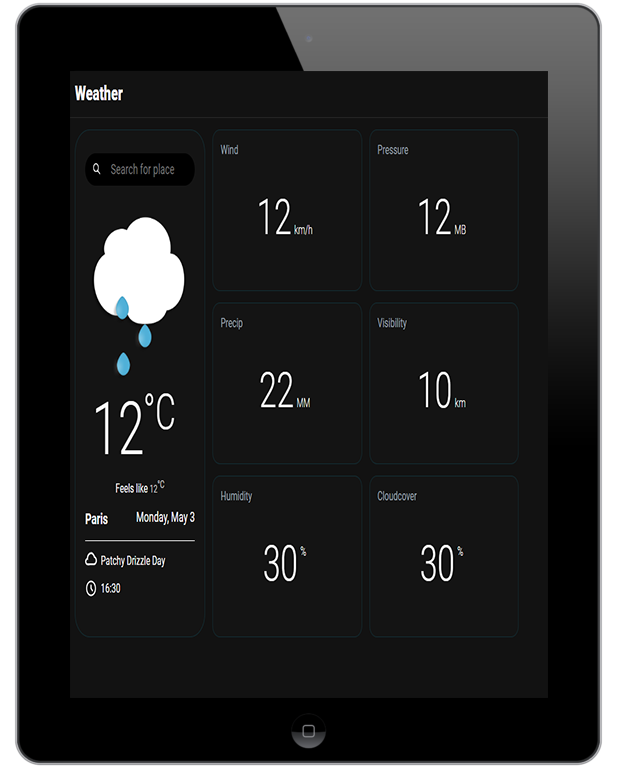 Weather
Search for place
12°C
Feels like 12°C
Paris Monday, May 3
Patchy Drizzle Day
16:30
Wind
12 km/h
Pressure
12 MB
Precip
22 MM
Visibility
10 km
Humidity
30 %
Cloudcover
30 %